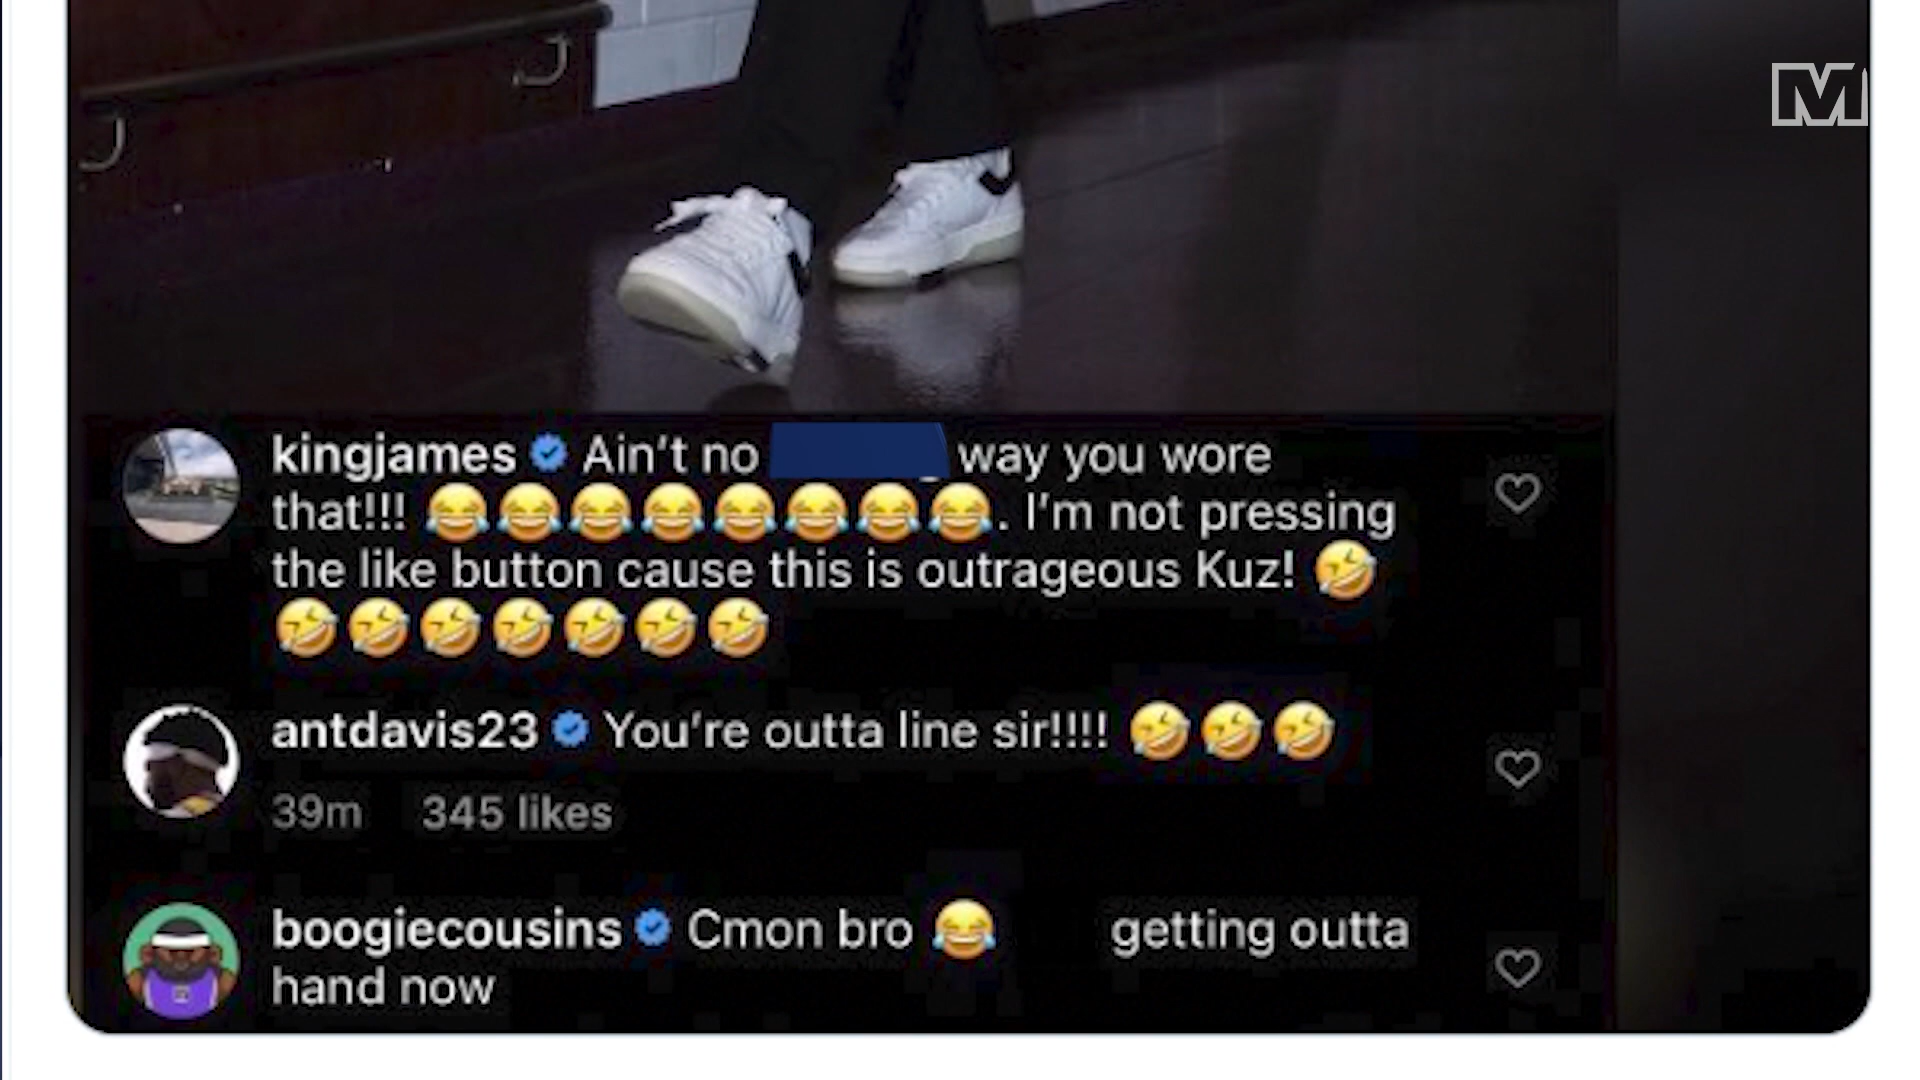 M
kingjames Ain't no way you wore
that!!! 😂😂😂😂😂😂😂😂. I'm not pressing
the like button cause this is outrageous Kuz! 🤣
🤣🤣🤣🤣🤣🤣🤣
antdavis23 You're outta line sir!!!! 🤣🤣🤣
39m 345 likes
boogiecousins Cmon bro 😂 getting outta
hand now